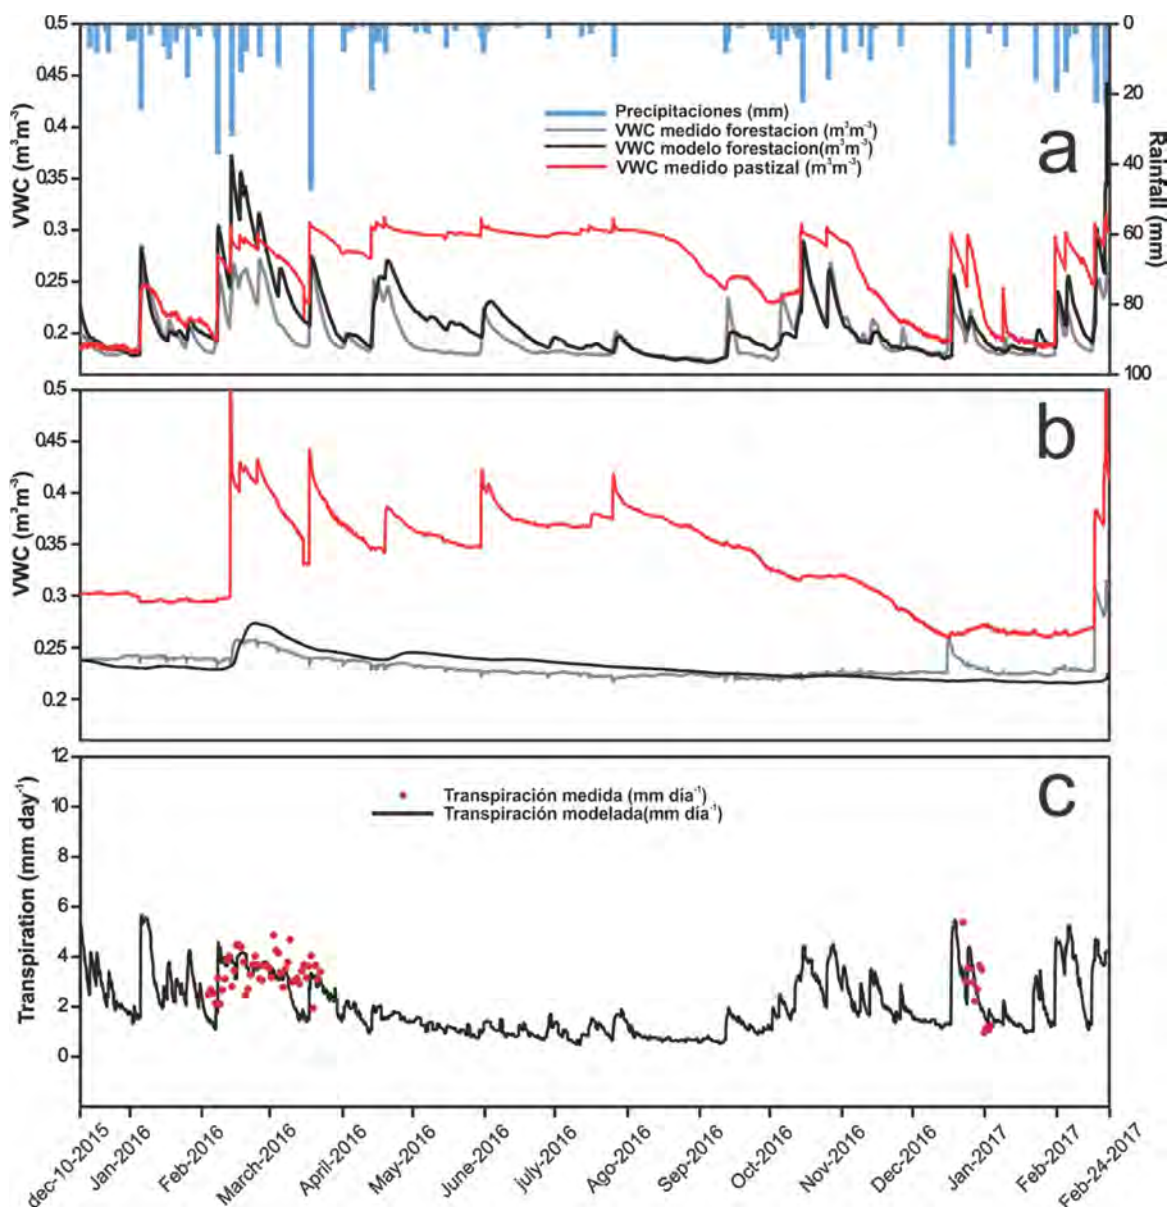 0.5
0.45
0.4
0.35
0.3
0.25
0.2
VWC (m³m⁻³)
0
20
40
60
80
100
Rainfall (mm)
a
Precipitaciones (mm)
VWC medido forestacion (m³m⁻³)
VWC modelo forestacion(m³m⁻³)
VWC medido pastizal (m³m⁻³)
0.5
0.45
0.4
0.35
0.3
0.25
0.2
VWC (m³m⁻³)
b
12
10
8
6
4
2
0
Transpiration (mm day⁻¹)
c
Transpiración medida (mm día⁻¹)
Transpiración modelada(mm día⁻¹)
dec-10-2015
Jan-2016
Feb-2016
March-2016
April-2016
May-2016
June-2016
july-2016
Ago-2016
Sep-2016
Oct-2016
Nov-2016
Dec-2016
Jan-2017
Feb-2017
Feb-24-2017